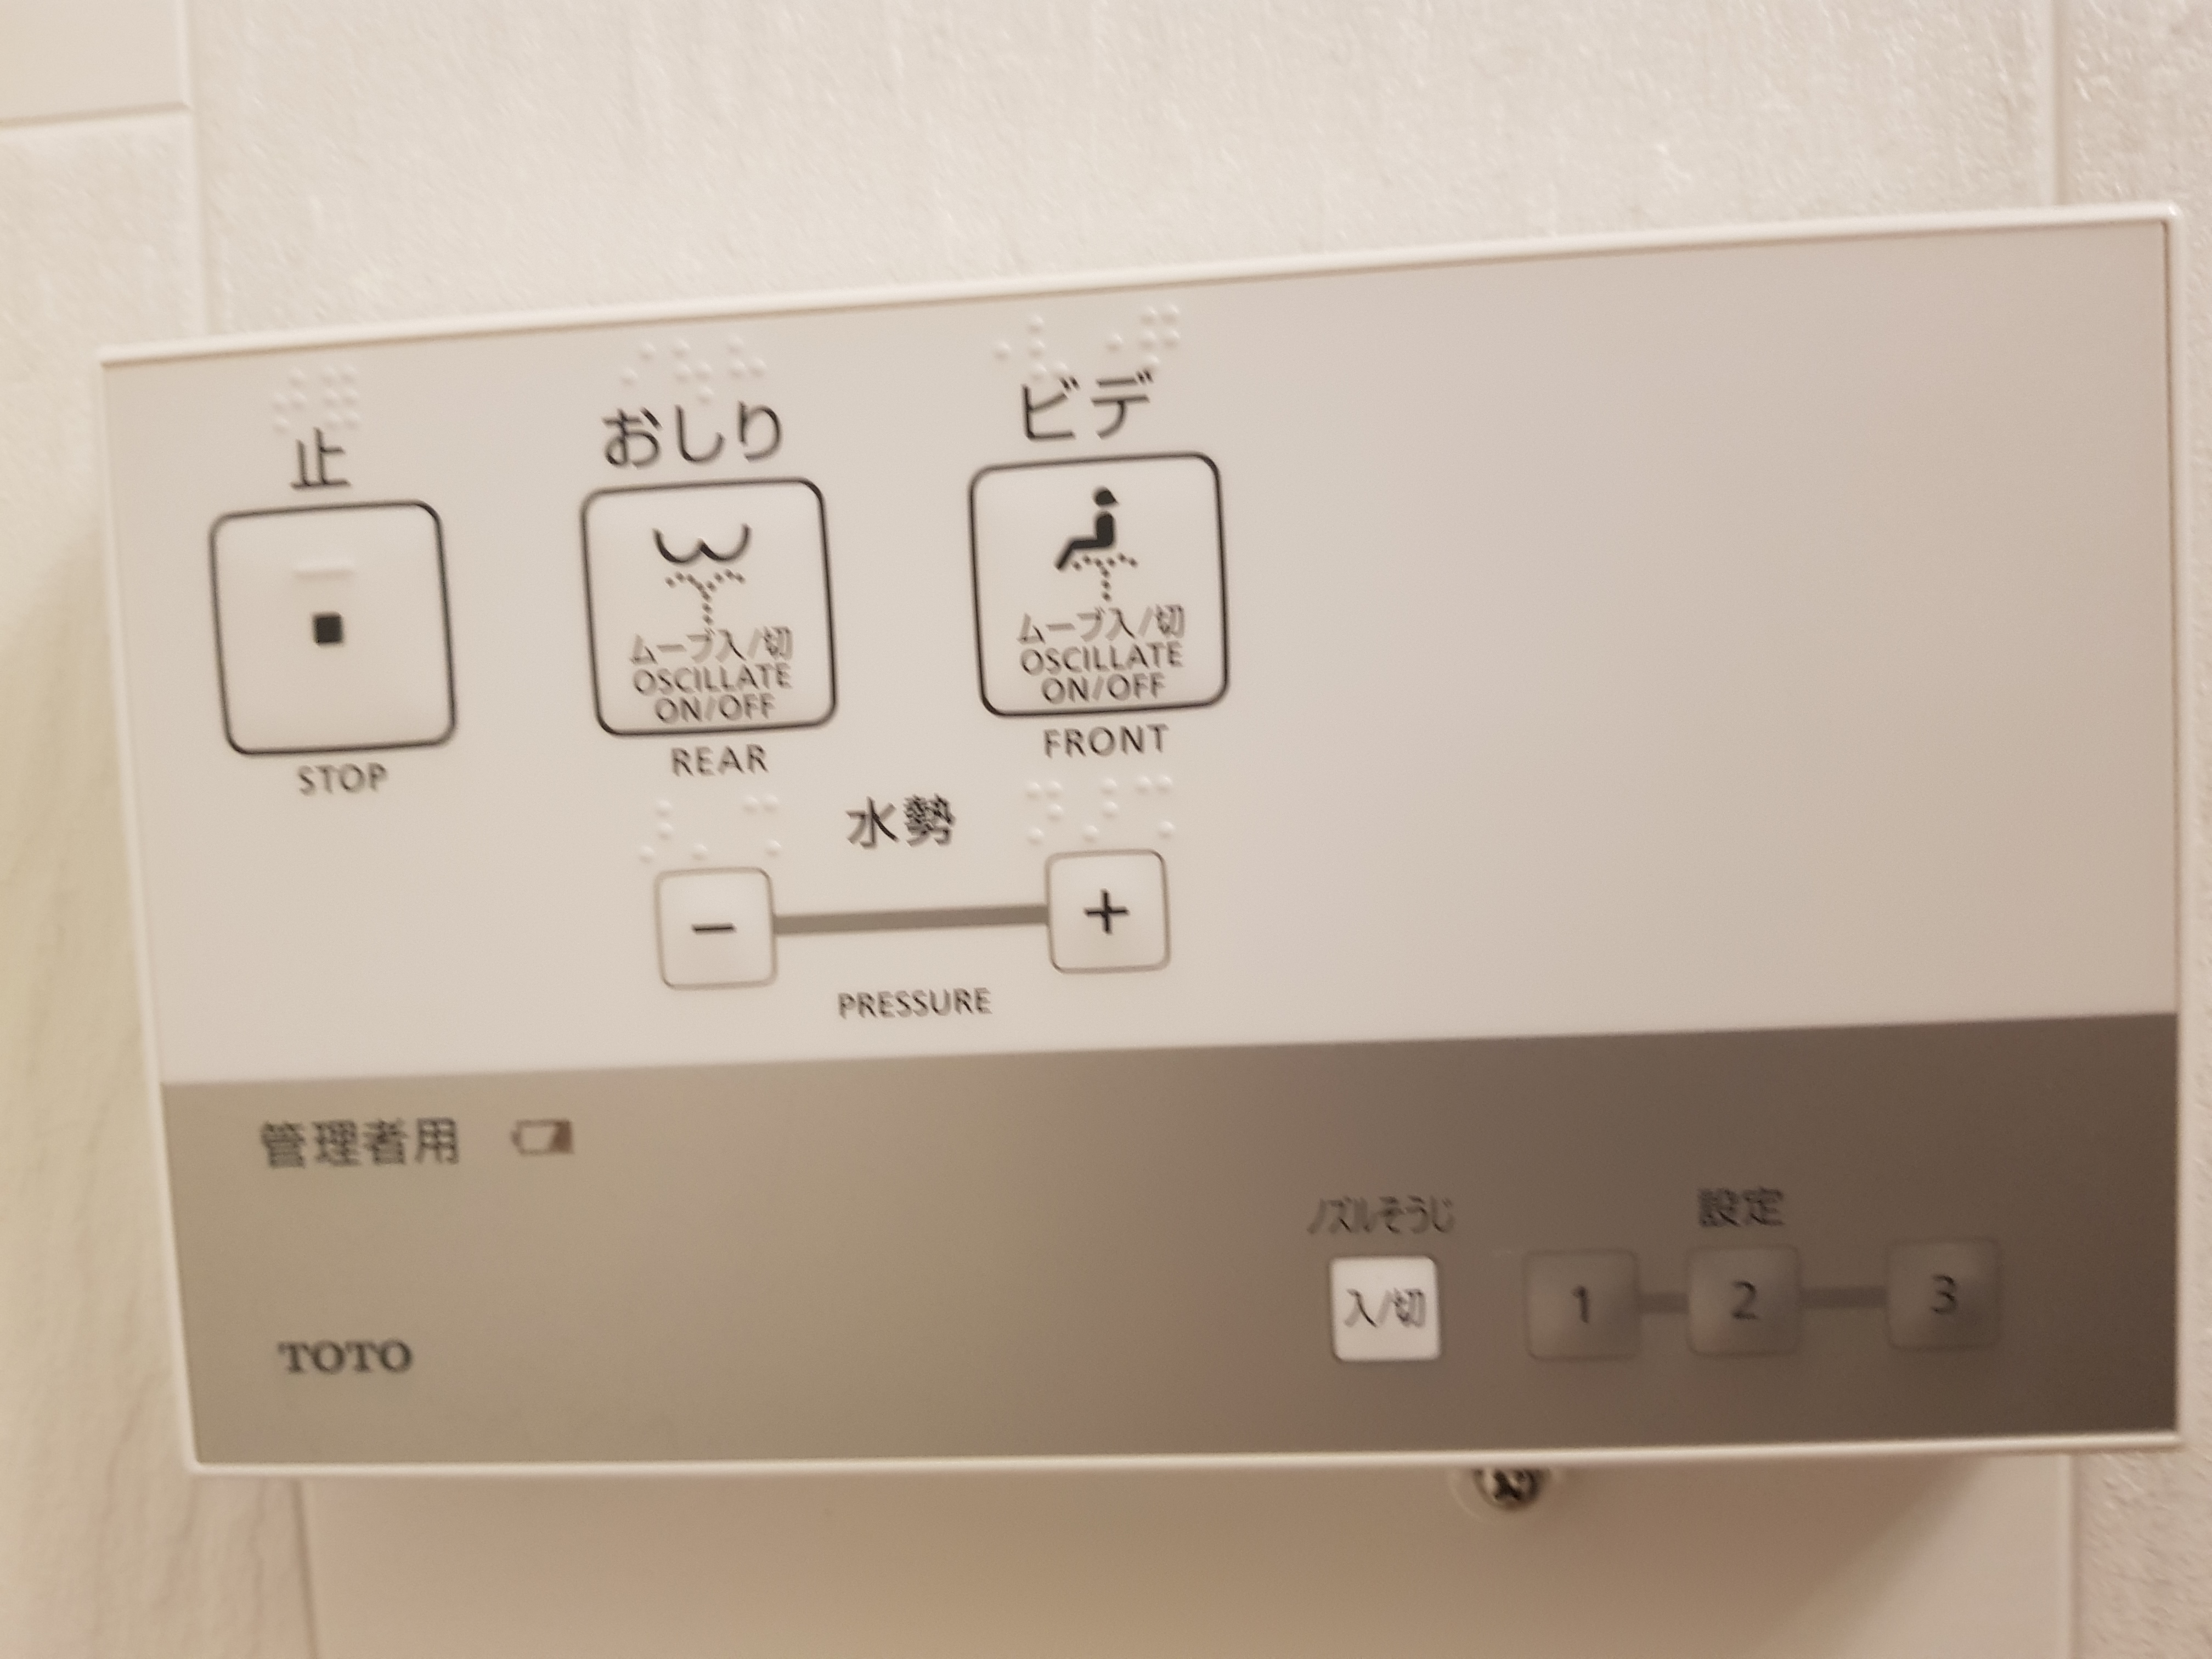 止
おしり
ビデ
ムーブ入/切
OSCILLATE
ON/OFF
ムーブ入/切
OSCILLATE
ON/OFF
STOP
REAR
FRONT
水勢
－
+
PRESSURE
管理者用
ノズルそうじ
設定
入/切
1
2
3
TOTO